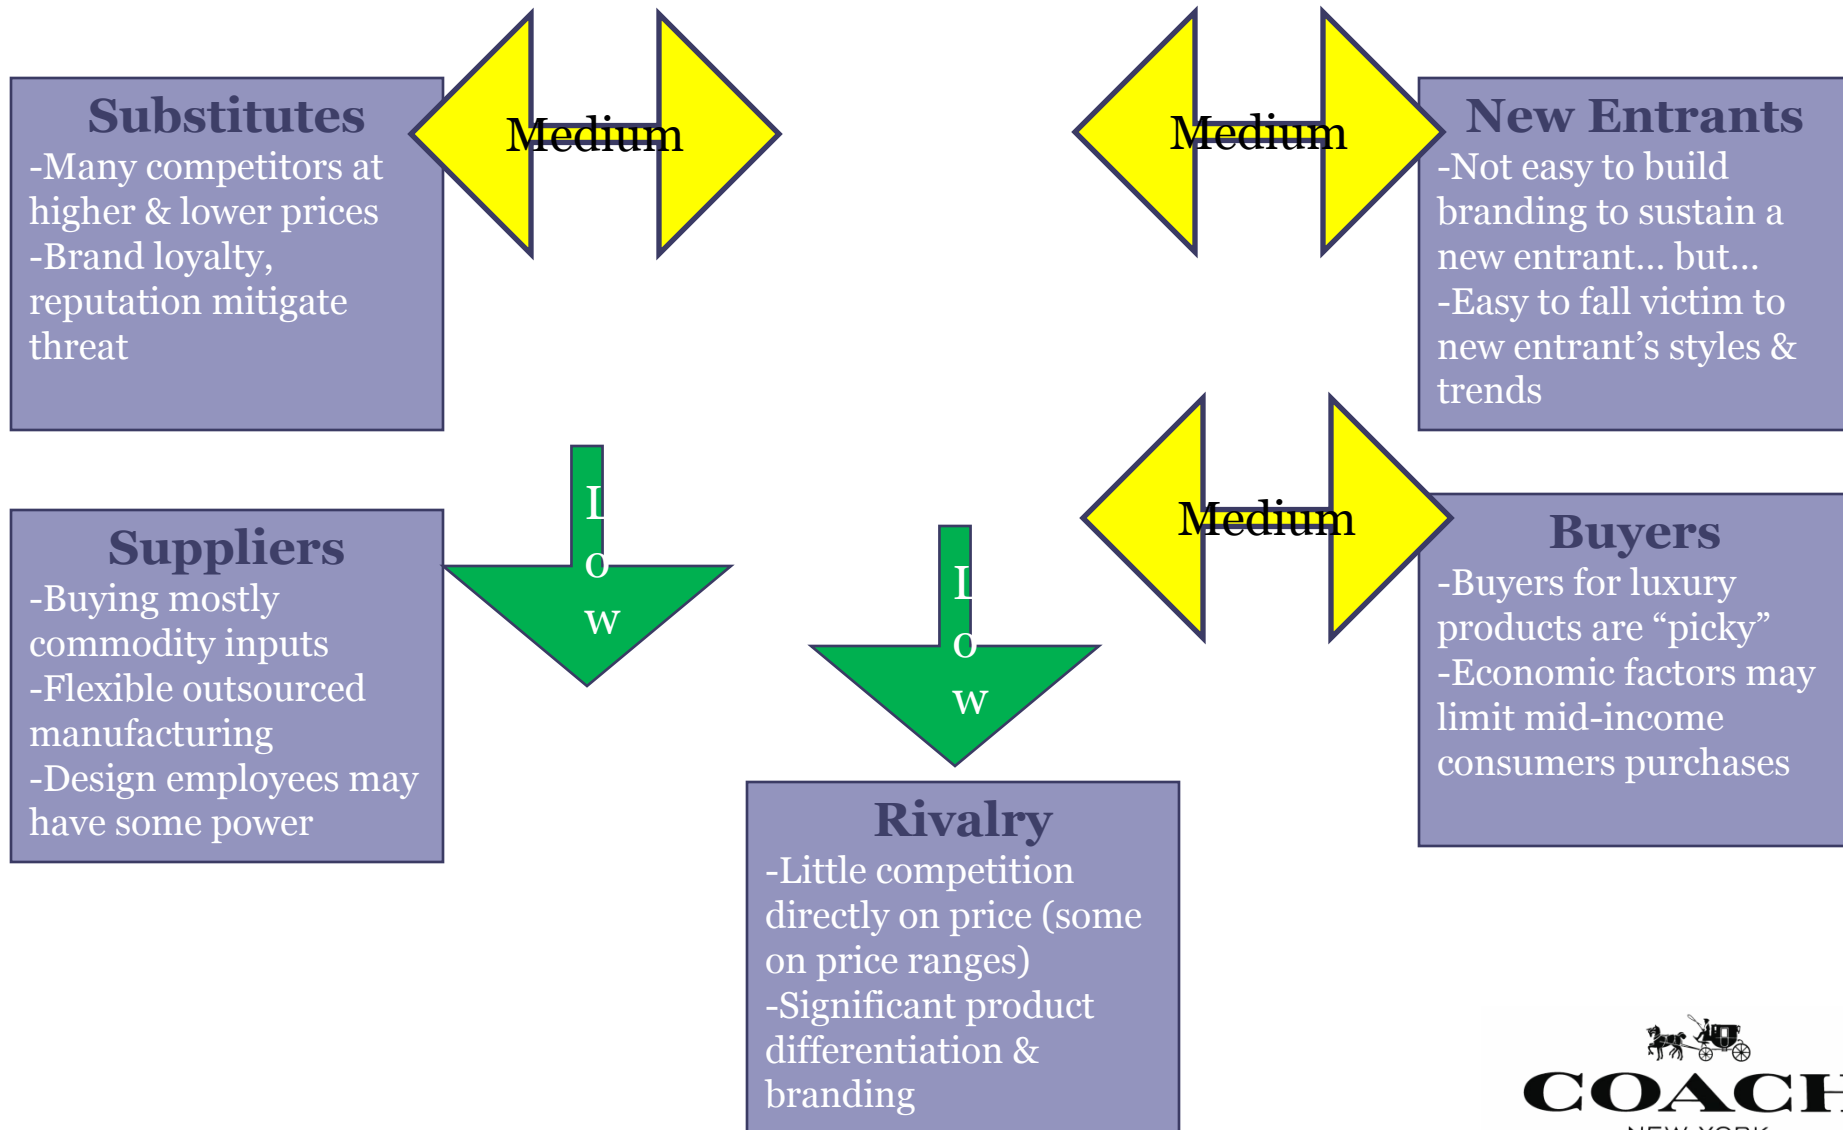 Substitutes
-Many competitors at
higher & lower prices
-Brand loyalty,
reputation mitigate
threat
Medium
Medium
New Entrants
-Not easy to build
branding to sustain a
new entrant... but...
-Easy to fall victim to
new entrant’s styles &
trends
Suppliers
-Buying mostly
commodity inputs
-Flexible outsourced
manufacturing
-Design employees may
have some power
L
o
w
L
o
w
Medium
Buyers
-Buyers for luxury
products are “picky”
-Economic factors may
limit mid-income
consumers purchases
Rivalry
-Little competition
directly on price (some
on price ranges)
-Significant product
differentiation &
branding
COACH
NEW YORK